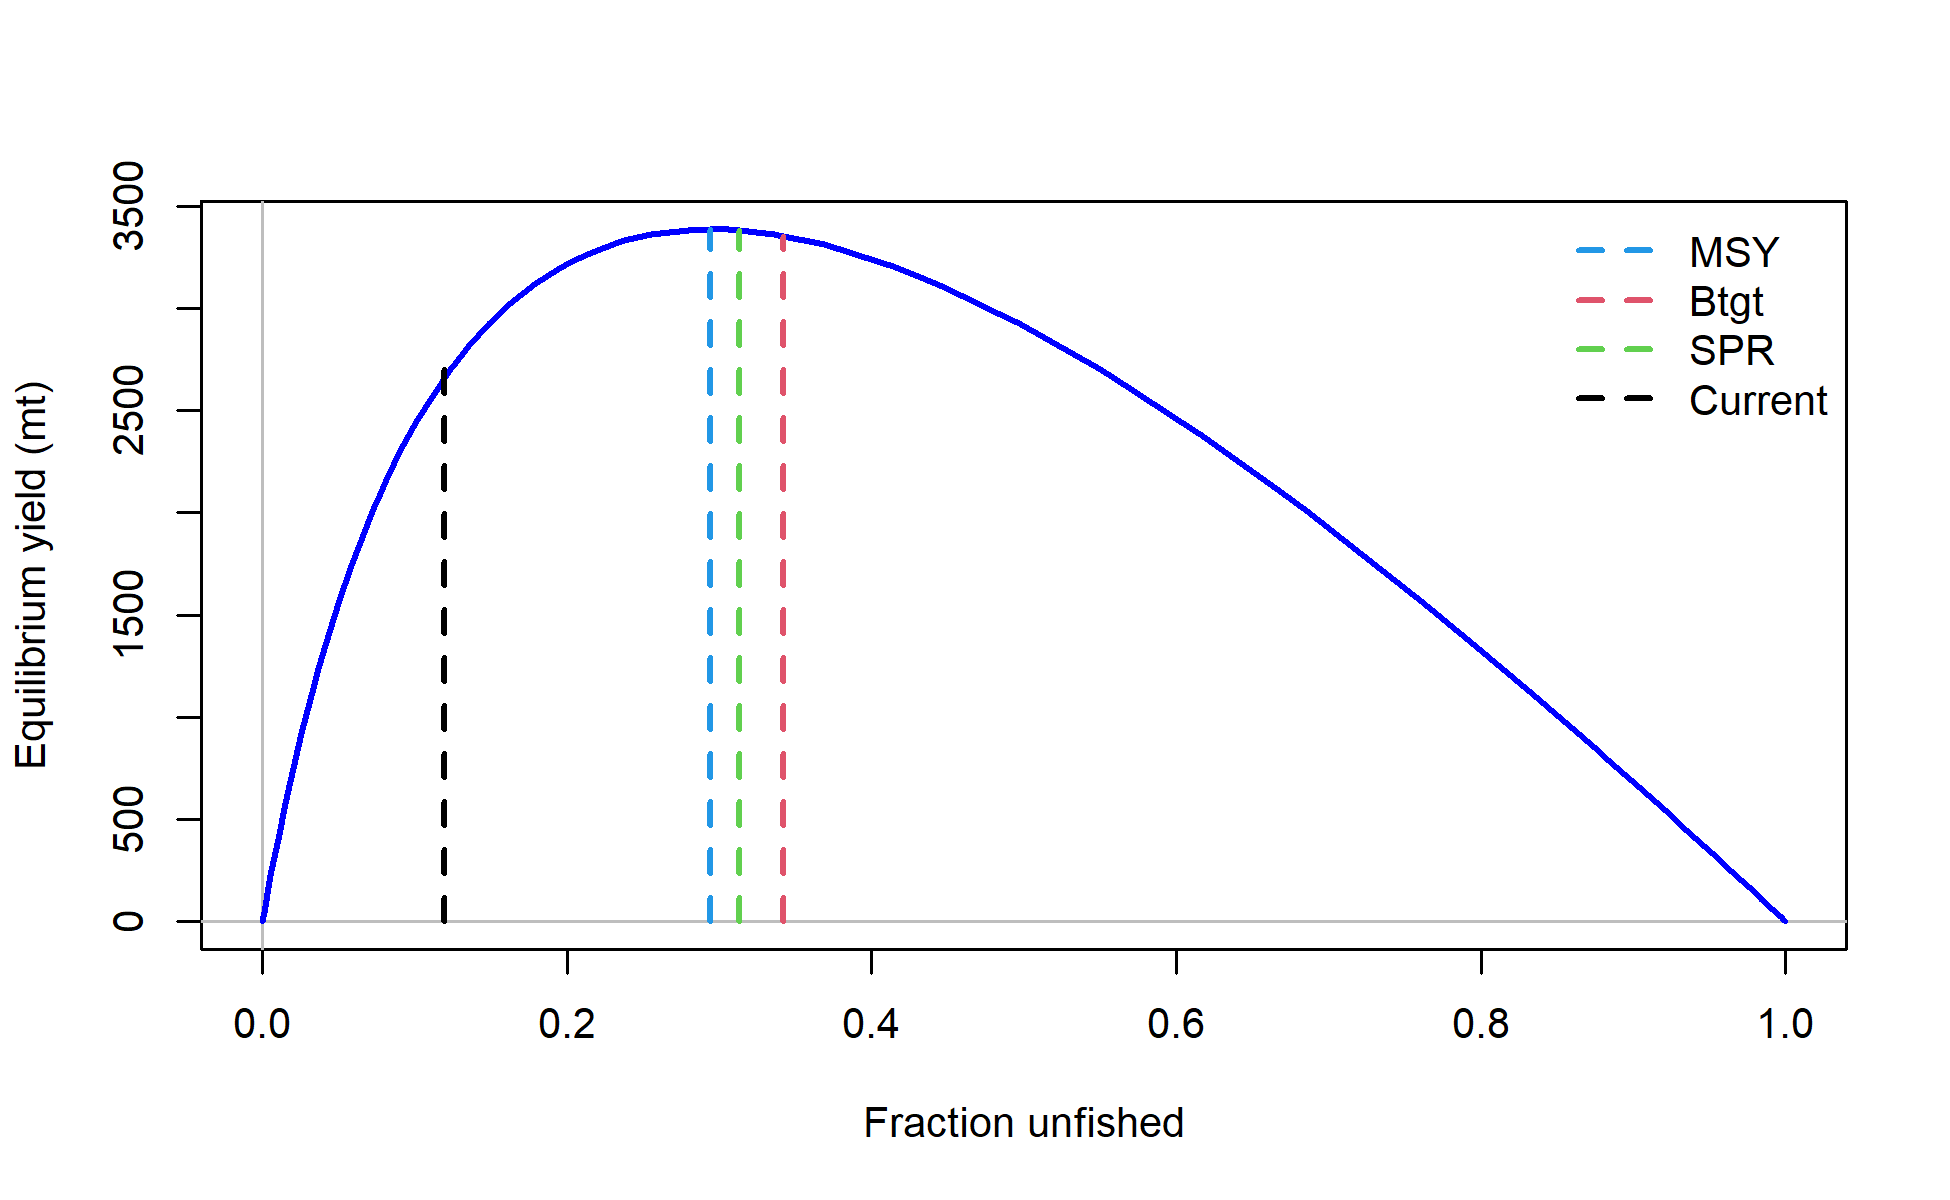 Equilibrium yield (mt)
3500
2500
1500
500
0
MSY
Btgt
SPR
Current
0.0 0.2 0.4 0.6 0.8 1.0
Fraction unfished